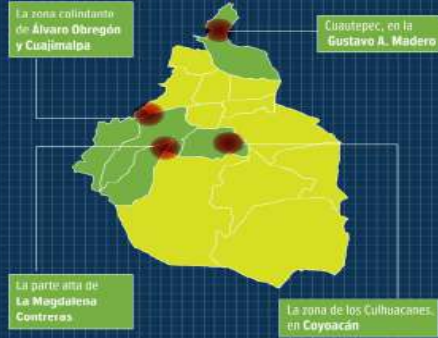 La zona colindante
de Álvaro Obregón
y Cuajimalpa
Cuautepec, en la
Gustavo A. Madero
La parte alta de
La Magdalena
Contreras
La zona de los Culhuacanes,
en Coyoacán